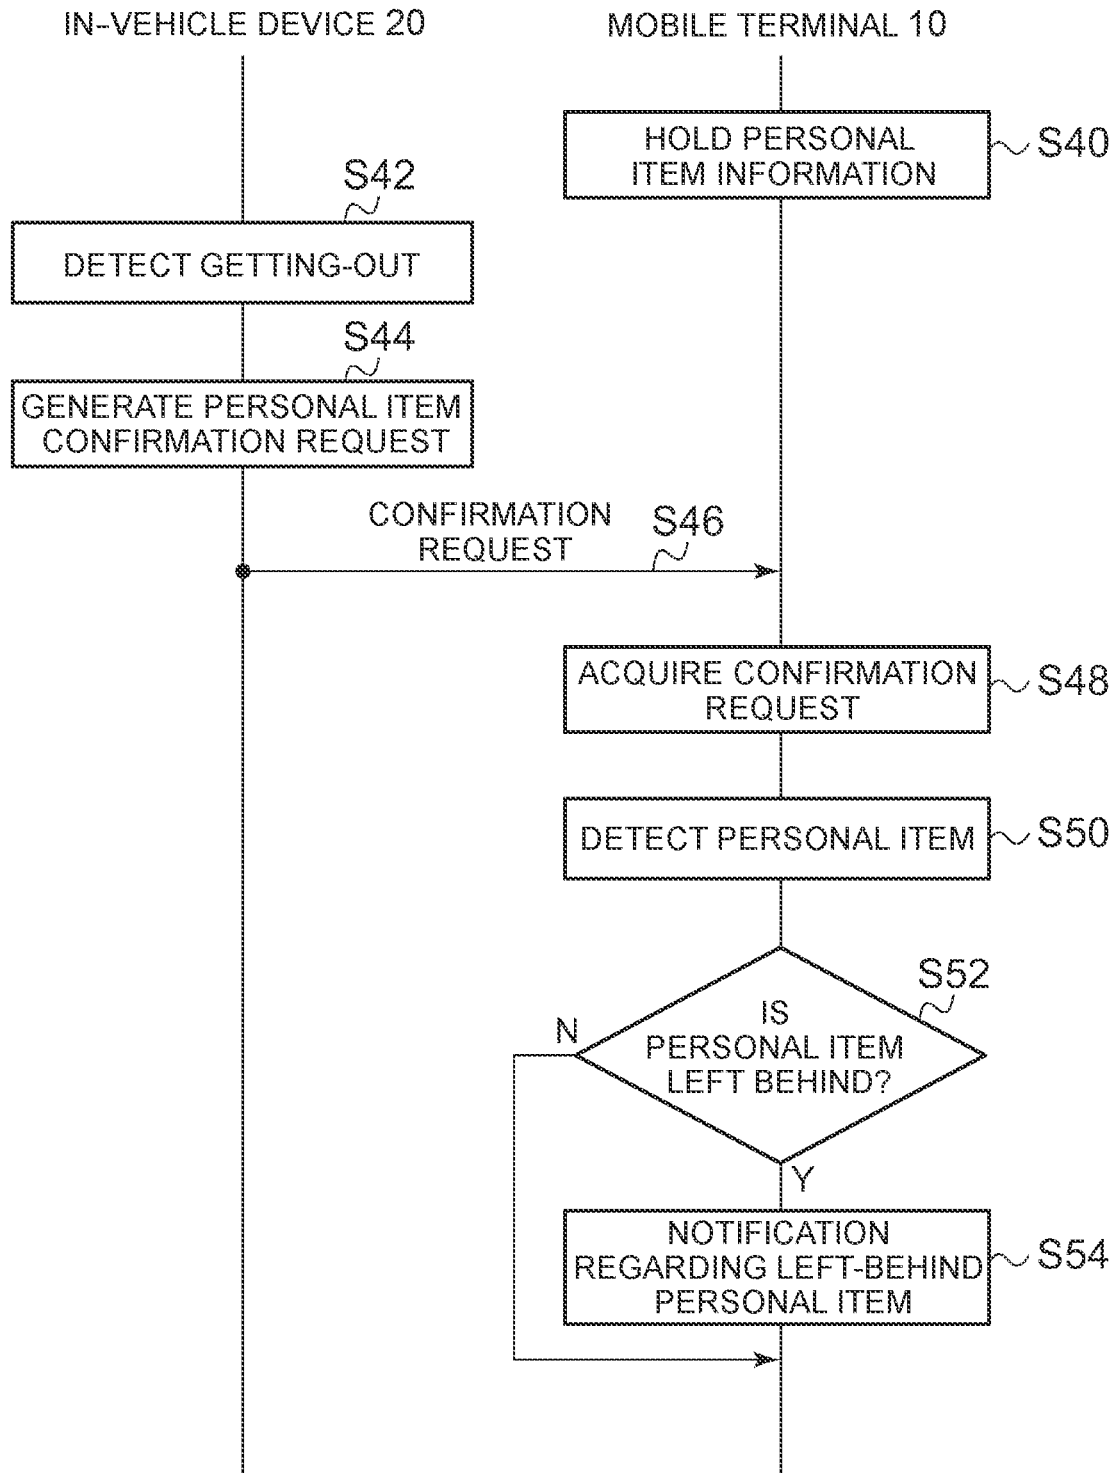 IN-VEHICLE DEVICE 20
MOBILE TERMINAL 10
HOLD PERSONAL
ITEM INFORMATION
S40
S42
DETECT GETTING-OUT
S44
GENERATE PERSONAL ITEM
CONFIRMATION REQUEST
CONFIRMATION
REQUEST
S46
ACQUIRE CONFIRMATION
REQUEST
S48
DETECT PERSONAL ITEM
S50
S52
IS
PERSONAL ITEM
LEFT BEHIND?
N
Y
NOTIFICATION
REGARDING LEFT-BEHIND
PERSONAL ITEM
S54